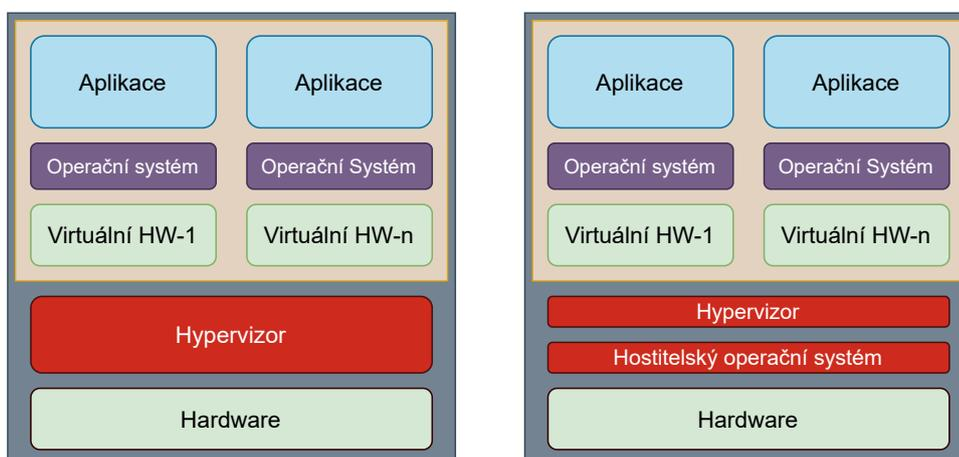 Aplikace
Aplikace
Operační systém
Operační Systém
Virtuální HW-1
Virtuální HW-n
Hypervizor
Hardware
Aplikace
Aplikace
Operační systém
Operační Systém
Virtuální HW-1
Virtuální HW-n
Hypervizor
Hostitelský operační systém
Hardware